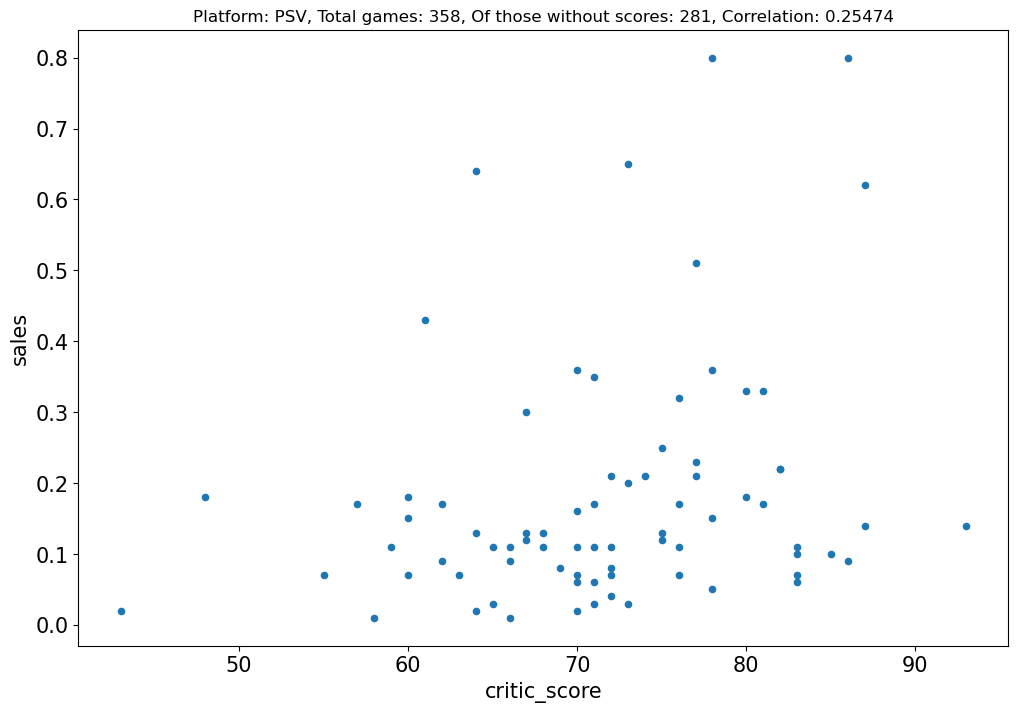 Platform: PSV, Total games: 358, Of those without scores: 281, Correlation: 0.25474
0.8
0.7
0.6
0.5
0.4
0.3
0.2
0.1
0.0
sales
50 60 70 80 90
critic_score